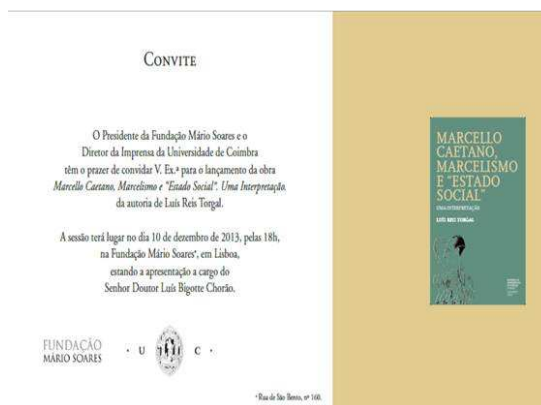 CONVITE
O Presidente da Fundação Mário Soares e o
Diretor da Imprensa da Universidade de Coimbra
têm o prazer de convidar V. Ex.ª para o lançamento da obra
Marcello Caetano, Marcelismo e "Estado Social". Uma Interpretação,
da autoria de Luís Reis Torgal.
A sessão terá lugar no dia 10 de dezembro de 2013, pelas 18h,
na Fundação Mário Soares*, em Lisboa,
estando a apresentação a cargo do
Senhor Doutor Luís Bigotte Chorão.
FUNDAÇÃO
MÁRIO SOARES
· U C ·
* Rua de São Bento, nº 160.
MARCELLO
CAETANO,
MARCELISMO
E "ESTADO
SOCIAL"
UMA INTERPRETAÇÃO
LUÍS REIS TORGAL